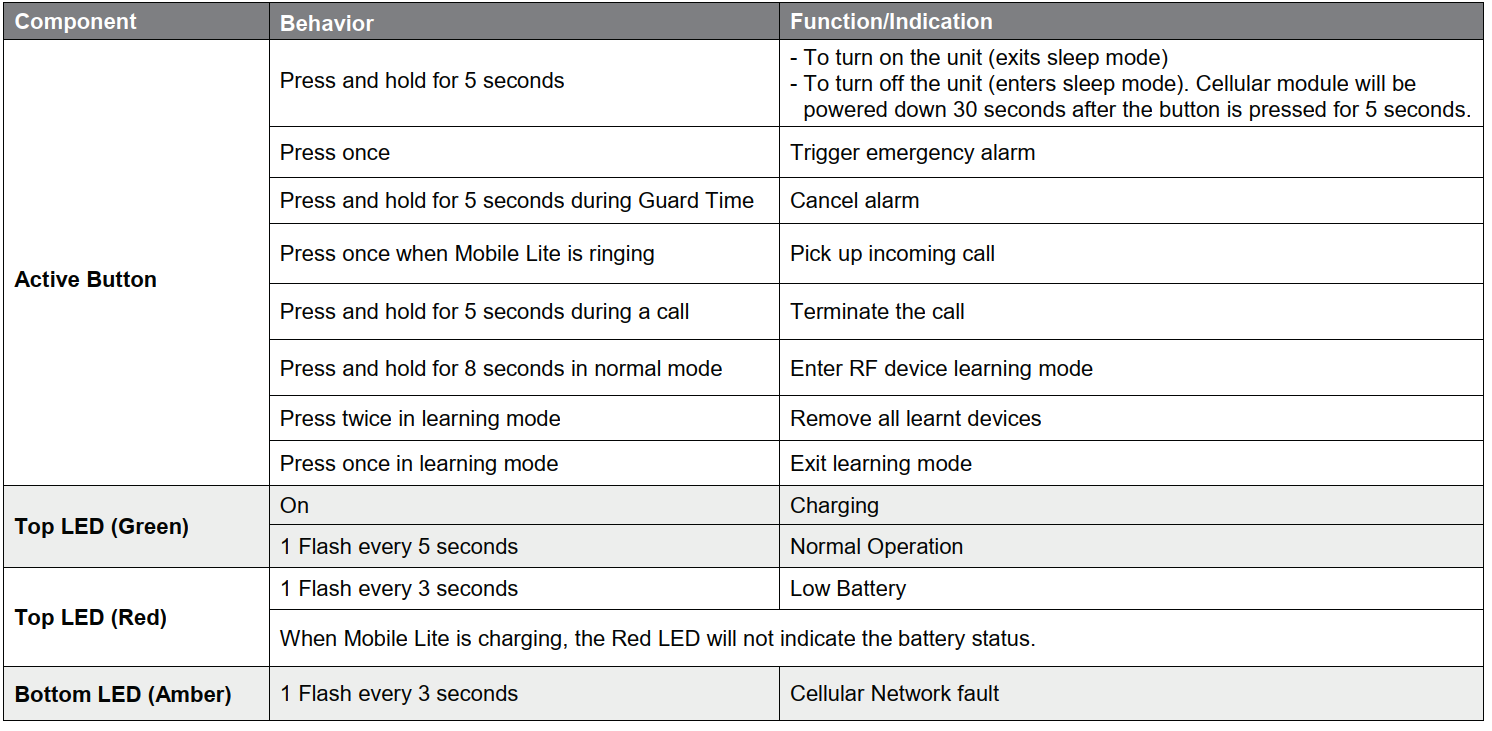 Component Behavior Function/Indication
Active Button
Press and hold for 5 seconds
- To turn on the unit (exits sleep mode)
- To turn off the unit (enters sleep mode). Cellular module will be
powered down 30 seconds after the button is pressed for 5 seconds.
Press once Trigger emergency alarm
Press and hold for 5 seconds during Guard Time Cancel alarm
Press once when Mobile Lite is ringing Pick up incoming call
Press and hold for 5 seconds during a call Terminate the call
Press and hold for 8 seconds in normal mode Enter RF device learning mode
Press twice in learning mode Remove all learnt devices
Press once in learning mode Exit learning mode
Top LED (Green)
On Charging
1 Flash every 5 seconds Normal Operation
Top LED (Red)
1 Flash every 3 seconds Low Battery
When Mobile Lite is charging, the Red LED will not indicate the battery status.
Bottom LED (Amber) 1 Flash every 3 seconds Cellular Network fault